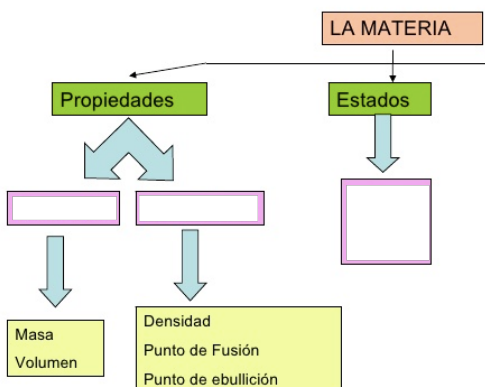 LA MATERIA
Propiedades
Estados
Masa
Volumen
Densidad
Punto de Fusión
Punto de ebullición